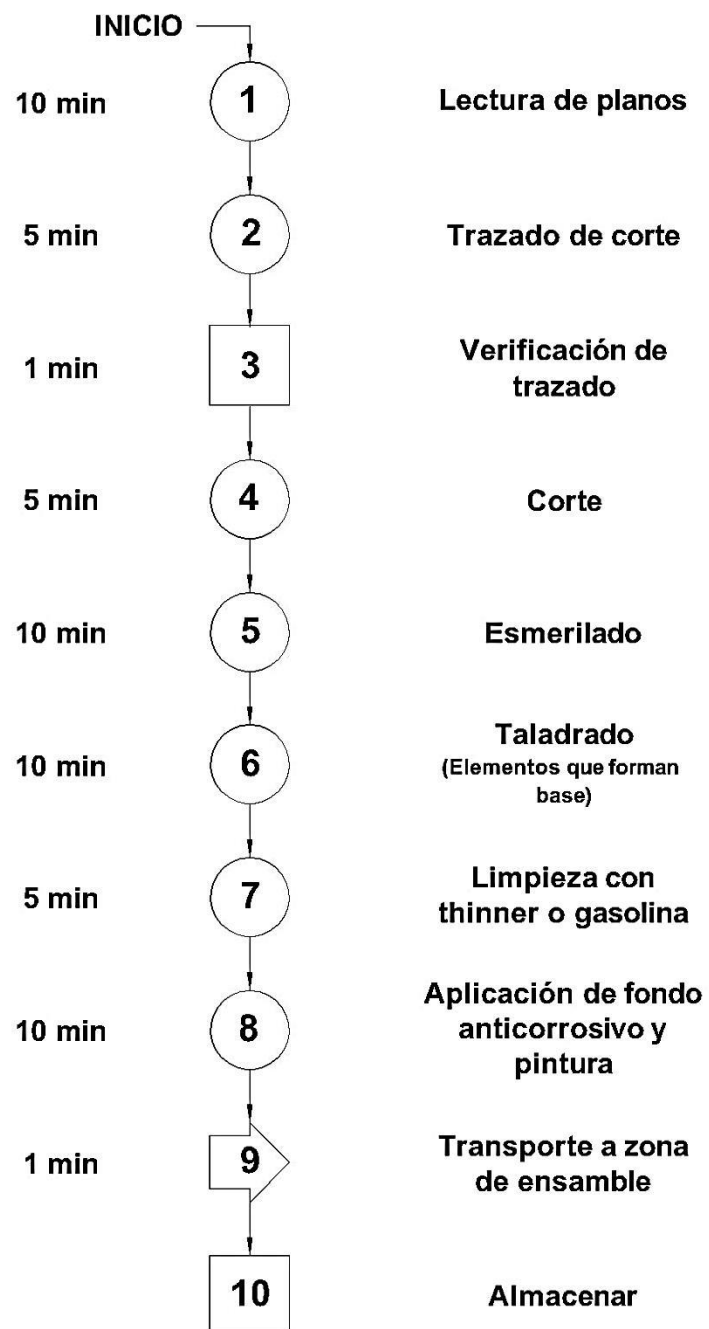 INICIO
10 min 1 Lectura de planos
5 min 2 Trazado de corte
1 min 3 Verificación de
trazado
5 min 4 Corte
10 min 5 Esmerilado
10 min 6 Taladrado
(Elementos que forman
base)
5 min 7 Limpieza con
thinner o gasolina
10 min 8 Aplicación de fondo
anticorrosivo y
pintura
1 min 9 Transporte a zona
de ensamble
10 Almacenar